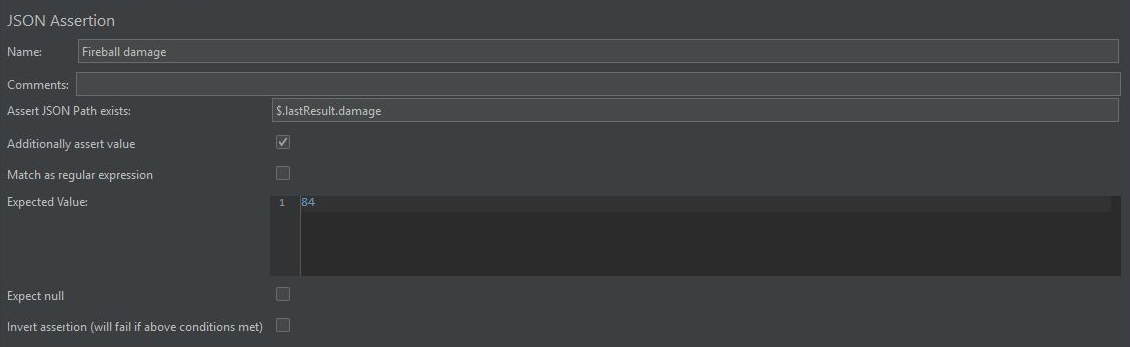 JSON Assertion
Name: Fireball damage
Comments:
Assert JSON Path exists: $.lastResult.damage
Additionally assert value
Match as regular expression
Expected Value: 1 84
Expect null
Invert assertion (will fail if above conditions met)